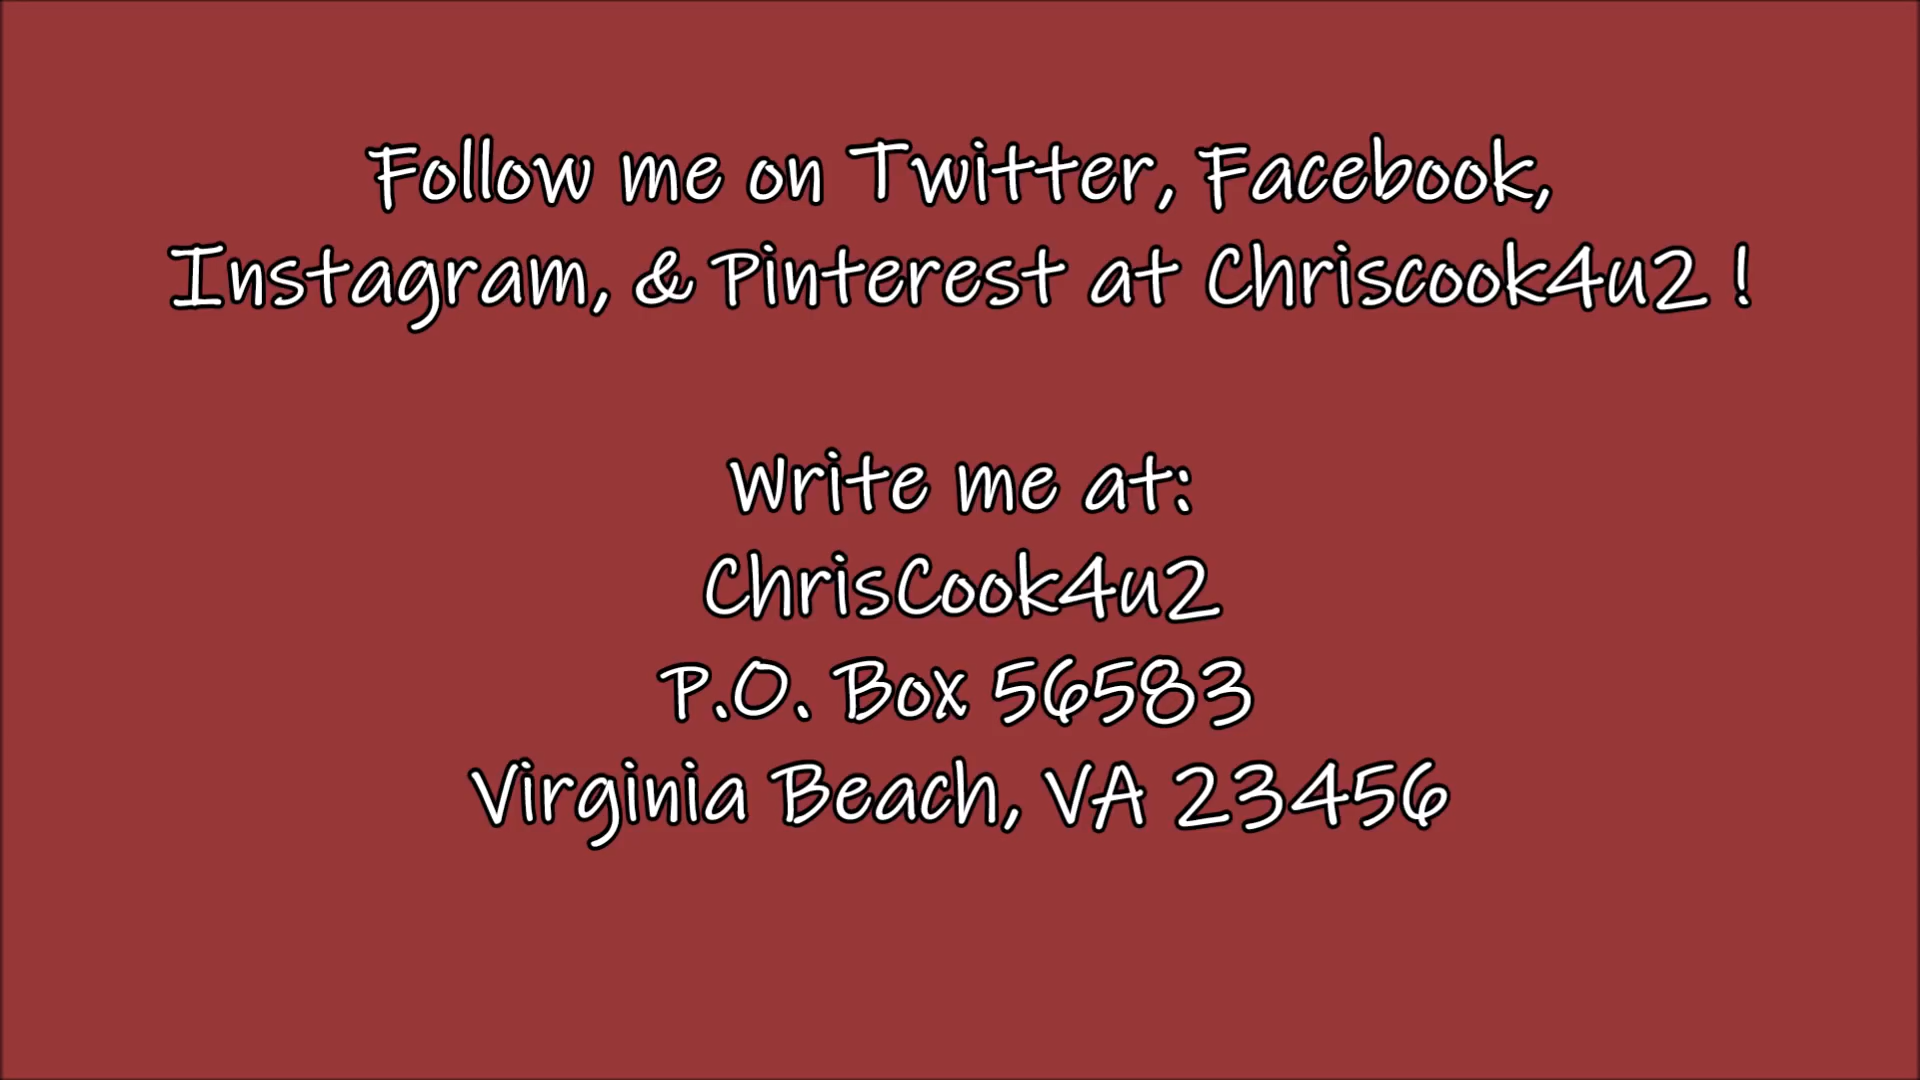 Follow me on Twitter, Facebook,
Instagram, & Pinterest at Chriscook4u2 !
Write me at:
ChrisCook4u2
P.O. Box 56583
Virginia Beach, VA 23456